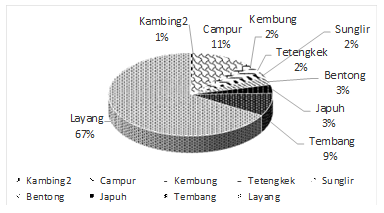 Kambing2
1%
Campur
11%
Kembung
2%
Tetengkek
2%
Sunglir
2%
Bentong
3%
Japuh
3%
Tembang
9%
Layang
67%
Kambing2 Campur Kembung Tetengkek Sunglir
Bentong Japuh Tembang Layang